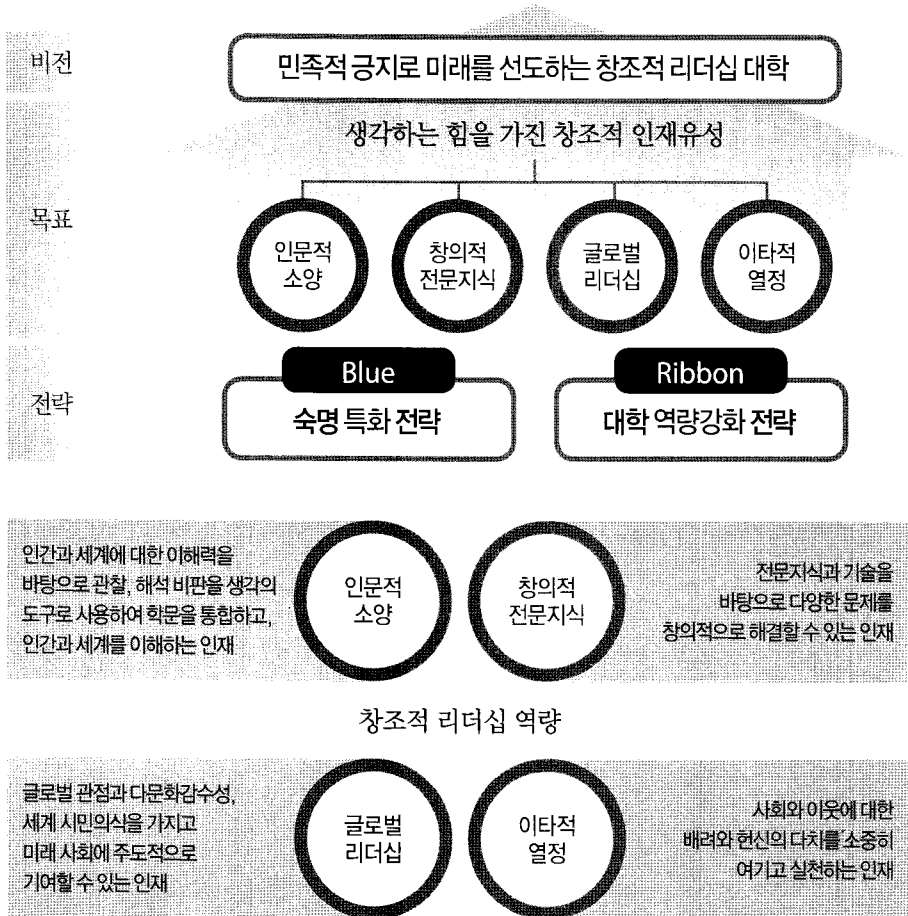 비전
민족적 긍지로 미래를 선도하는 창조적 리더십 대학
생각하는 힘을 가진 창조적 인재유성
목표
인문적
소양
창의적
전문지식
글로벌
리더십
이타적
열정
전략
Blue
숙명 특화 전략
Ribbon
대학 역량강화 전략
인간과 세계에 대한 이해력을
바탕으로 관찰, 해석 비판을 생각의
도구로 사용하여 학문을 통합하고,
인간과 세계를 이해하는 인재
인문적
소양
창의적
전문지식
전문지식과 기술을
바탕으로 다양한 문제를
창의적으로 해결할 수 있는 인재
창조적 리더십 역량
글로벌 관점과 다문화감수성,
세계 시민의식을 가지고
미래 사회에 주도적으로
기여할 수 있는 인재
글로벌
리더십
이타적
열정
사회와 이웃에 대한
배려와 헌신의 다치를 소중히
여기고 실천하는 인재